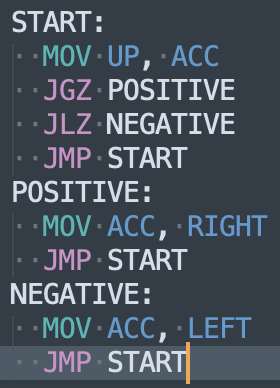 START:
MOV UP, ACC
JGZ POSITIVE
JLZ NEGATIVE
JMP START
POSITIVE:
MOV ACC, RIGHT
JMP START
NEGATIVE:
MOV ACC, LEFT
JMP START